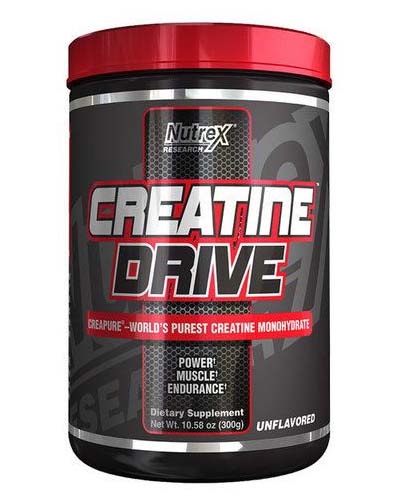 Nutrex
RESEARCH
CREATINE™
DRIVE
CREAPURE®–WORLD'S PUREST CREATINE MONOHYDRATE
POWER†
MUSCLE†
ENDURANCE†
Dietary Supplement
Net Wt. 10.58 oz (300g)
UNFLAVORED